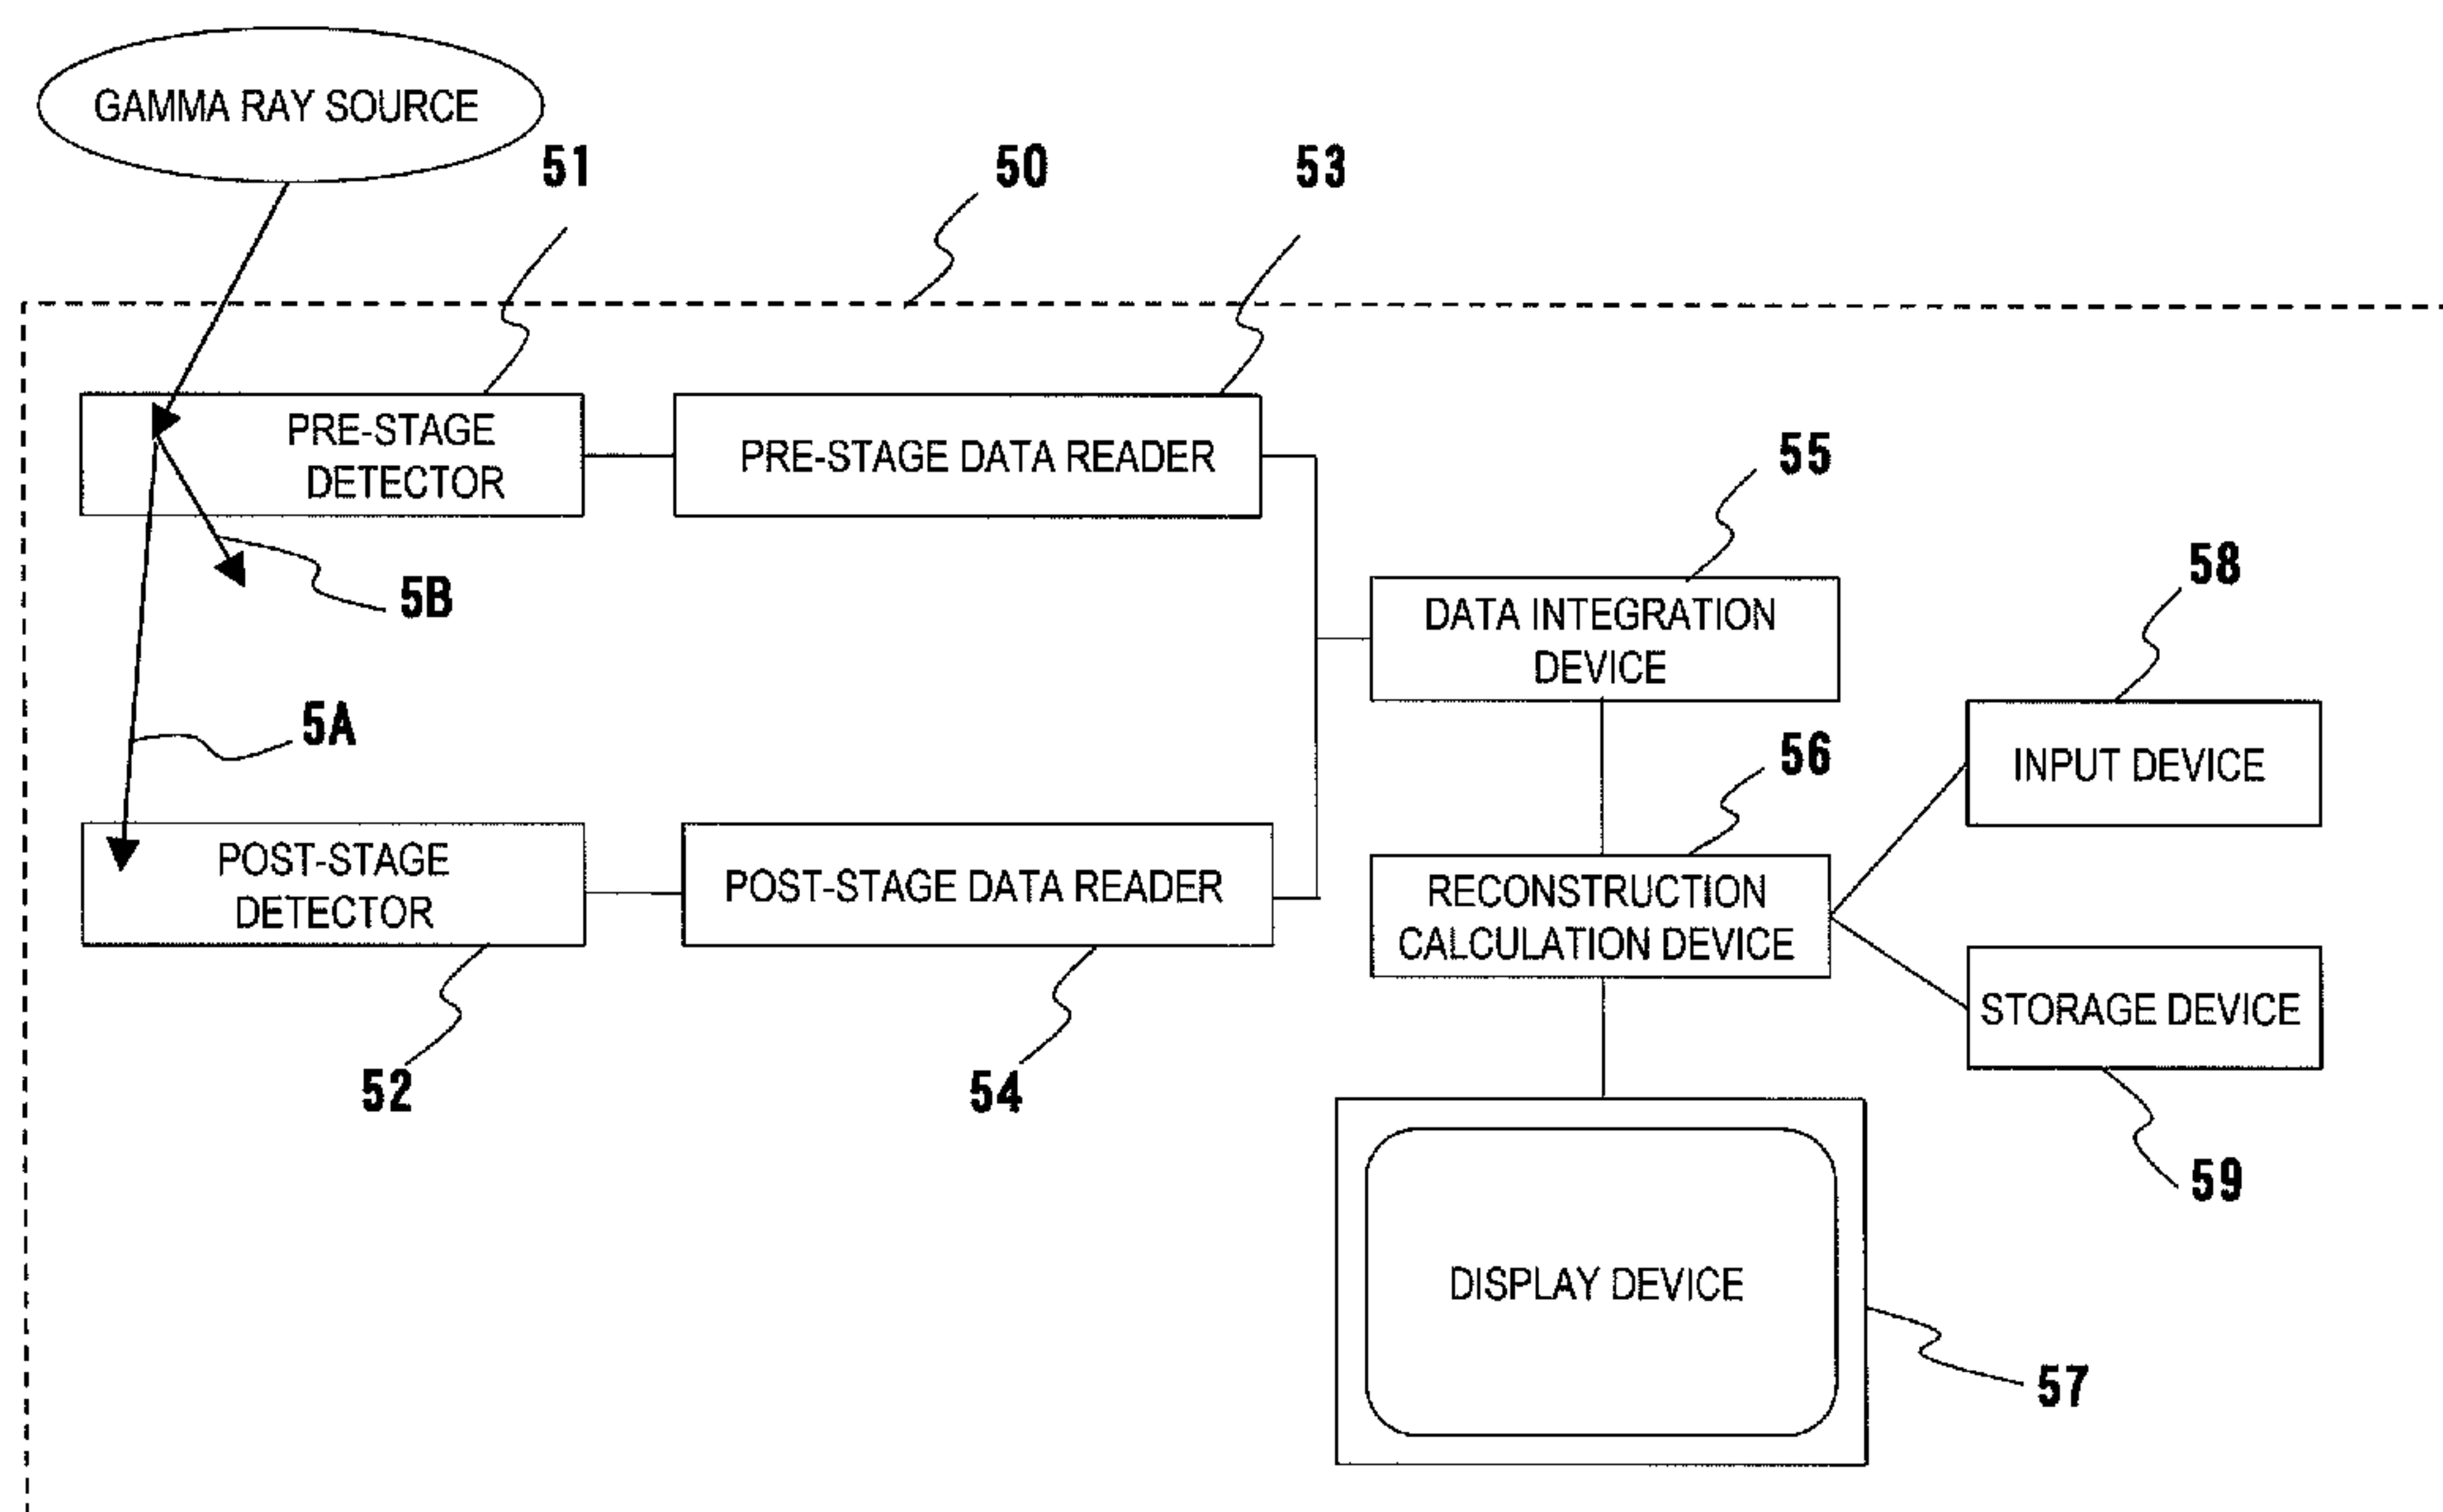 GAMMA RAY SOURCE
51
50
53
PRE-STAGE
DETECTOR
PRE-STAGE DATA READER
55
5B
58
DATA INTEGRATION
DEVICE
5A
56
INPUT DEVICE
POST-STAGE
DETECTOR
POST-STAGE DATA READER
RECONSTRUCTION
CALCULATION DEVICE
STORAGE DEVICE
52
54
59
DISPLAY DEVICE
57